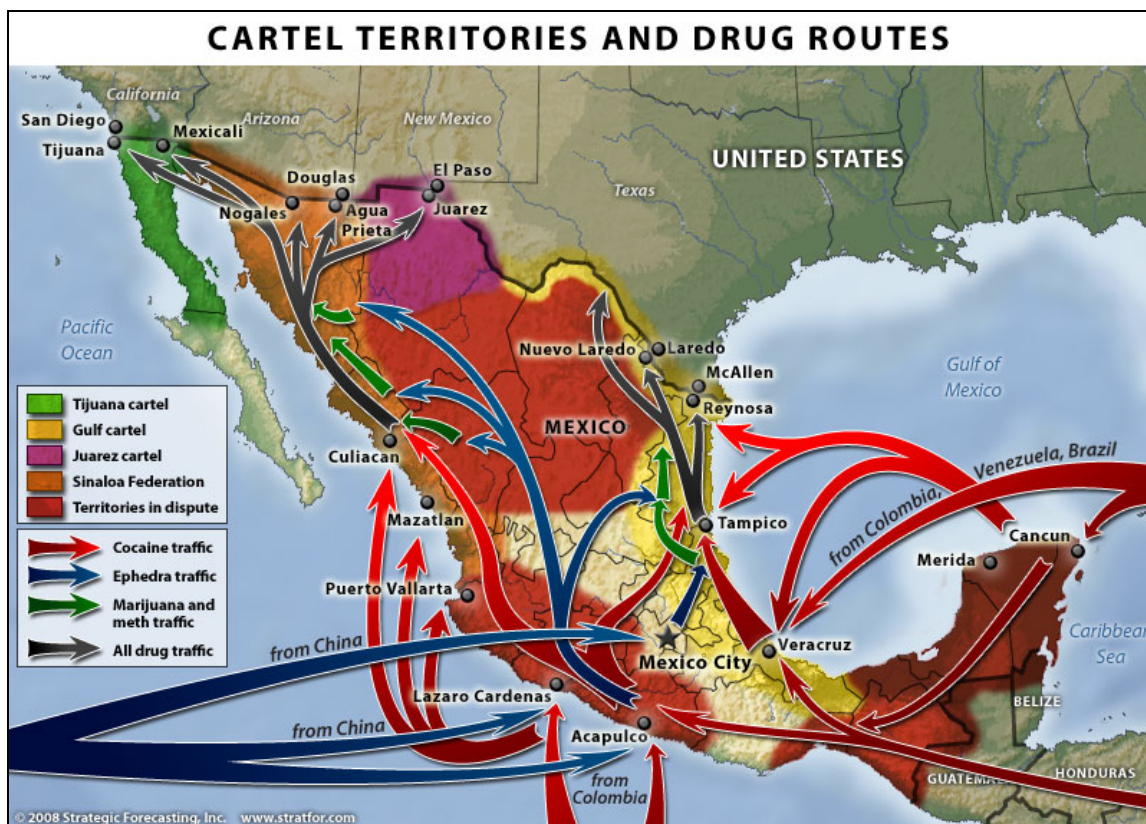 CARTEL TERRITORIES AND DRUG ROUTES
California
San Diego
Tijuana
Mexicali
Arizona
New Mexico
UNITED STATES
Douglas
El Paso
Texas
Nogales
Agua
Prieta
Juarez
Pacific
Ocean
Nuevo Laredo
Laredo
McAllen
Reynosa
Gulf of
Mexico
MEXICO
Tijuana cartel
Gulf cartel
Juarez cartel
Sinaloa Federation
Territories in dispute
Culiacan
Mazatlan
Tampico
from Colombia, Venezuela, Brazil
Cancun
Merida
Cocaine traffic
Ephedra traffic
Marijuana and
meth traffic
All drug traffic
Puerto Vallarta
from China
Mexico City
Veracruz
Caribbean
Sea
Lazaro Cardenas
from China
Acapulco
from
Colombia
BELIZE
GUATEMALA
HONDURAS
© 2008 Strategic Forecasting, Inc. www.stratfor.com